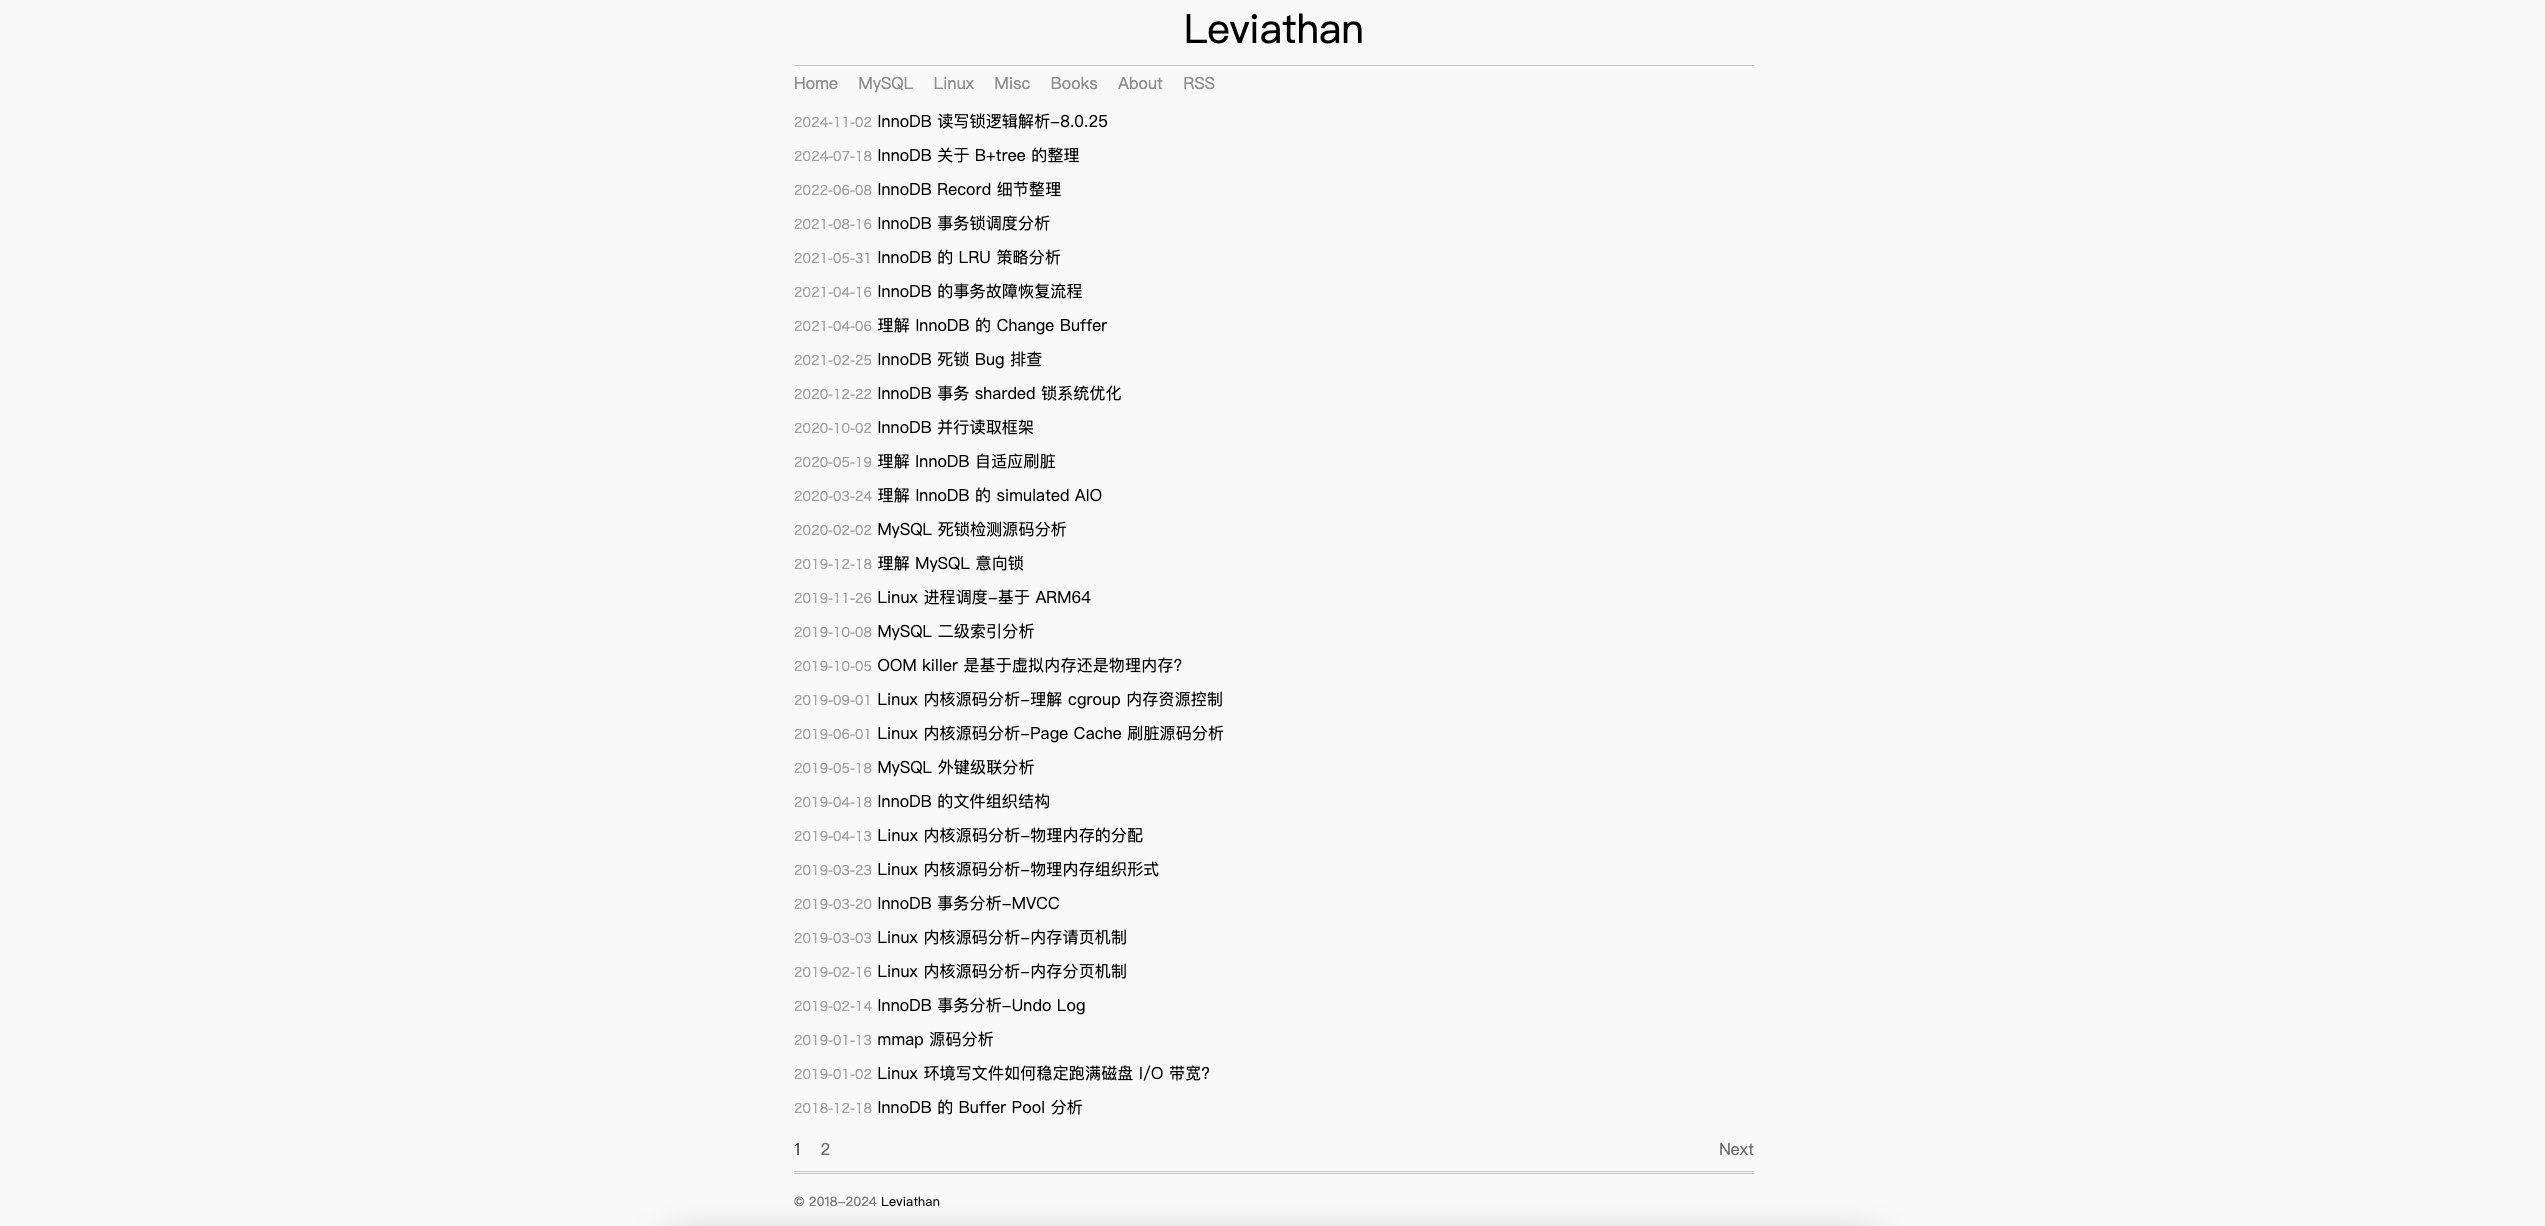 Leviathan
Home MySQL Linux Misc Books About RSS
2024-11-02 InnoDB 读写锁逻辑解析-8.0.25
2024-07-18 InnoDB 关于 B+tree 的整理
2022-06-08 InnoDB Record 细节整理
2021-08-16 InnoDB 事务锁调度分析
2021-05-31 InnoDB 的 LRU 策略分析
2021-04-16 InnoDB 的事务故障恢复流程
2021-04-06 理解 InnoDB 的 Change Buffer
2021-02-25 InnoDB 死锁 Bug 排查
2020-12-22 InnoDB 事务 sharded 锁系统优化
2020-10-02 InnoDB 并行读取框架
2020-05-19 理解 InnoDB 自适应刷脏
2020-03-24 理解 InnoDB 的 simulated AIO
2020-02-02 MySQL 死锁检测源码分析
2019-12-18 理解 MySQL 意向锁
2019-11-26 Linux 进程调度-基于 ARM64
2019-10-08 MySQL 二级索引分析
2019-10-05 OOM killer 是基于虚拟内存还是物理内存?
2019-09-01 Linux 内核源码分析-理解 cgroup 内存资源控制
2019-06-01 Linux 内核源码分析-Page Cache 刷脏源码分析
2019-05-18 MySQL 外键级联分析
2019-04-18 InnoDB 的文件组织结构
2019-04-13 Linux 内核源码分析-物理内存的分配
2019-03-23 Linux 内核源码分析-物理内存组织形式
2019-03-20 InnoDB 事务分析-MVCC
2019-03-03 Linux 内核源码分析-内存请页机制
2019-02-16 Linux 内核源码分析-内存分页机制
2019-02-14 InnoDB 事务分析-Undo Log
2019-01-13 mmap 源码分析
2019-01-02 Linux 环境写文件如何稳定跑满磁盘 I/O 带宽?
2018-12-18 InnoDB 的 Buffer Pool 分析
1 2 Next
© 2018-2024 Leviathan